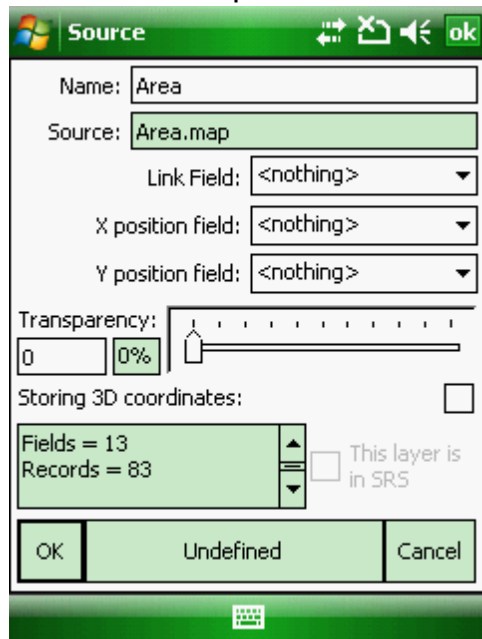 Source ok
Name: Area
Source: Area.map
Link Field: <nothing>
X position field: <nothing>
Y position field: <nothing>
Transparency:
0 0%
Storing 3D coordinates:
Fields = 13
Records = 83
This layer is
in SRS
OK Undefined Cancel